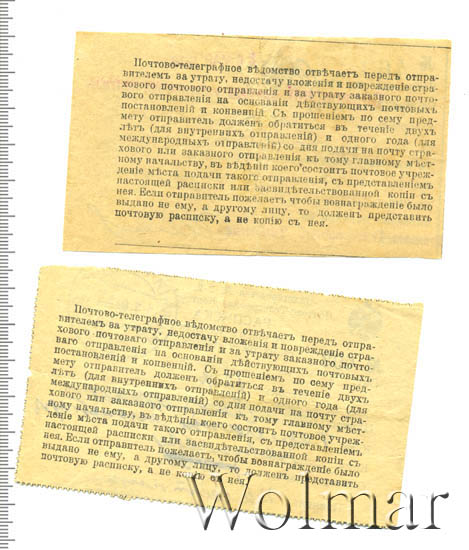 Почтово-телеграфное вѣдомство отвѣчаетъ передъ отпра-
вителемъ за утрату, недостачу вложенія и поврежденіе стра-
хового почтового отправленія и за утрату заказного почто-
вого отправленія на основаніи дѣйствующихъ почтовыхъ
постановленій и конвенцій. Съ прошеніемъ по сему пред-
мету отправитель долженъ обратиться въ теченіе двухъ
лѣтъ (для внутреннихъ отправленій) и одного года (для
международныхъ отправленій) со дня подачи на почту стра-
хового или заказного отправленія къ тому главному мѣст-
ному начальству, въ вѣдѣніи коего состоитъ почтовое учреж-
деніе мѣста подачи такого отправленія, съ представленіемъ
настоящей расписки или засвидѣтельствованной копіи съ
нея. Если отправитель пожелаетъ чтобы вознагражденіе было
выдано не ему, а другому лицу, то долженъ представить
почтовую расписку, а не копію съ нея.
Почтово-телеграфное вѣдомство отвѣчаетъ передъ отпра-
вителемъ за утрату, недостачу вложенія и поврежденіе стра-
хового почтоваго отправленія и за утрату заказного почто-
ваго отправленія на основаніи дѣйствующихъ почтовыхъ
постановленій и конвенцій. Съ прошеніемъ по сему пред-
мету отправитель долженъ обратиться въ теченіе двухъ
лѣтъ (для внутреннихъ отправленій) и одного года (для
международныхъ отправленій) со дня подачи на почту стра-
хового или заказного отправленія къ тому главному мѣст-
ному начальству, въ вѣдѣніи коего состоитъ почтовое учреж-
деніе мѣста подачи такого отправленія, съ представленіемъ
настоящей расписки или засвидѣтельствованной копіи съ
нея. Если отправитель пожелаетъ, чтобы вознагражденіе было
выдано не ему, а другому лицу, то долженъ представить
почтовую расписку, а не копію съ нея.
Wolmar